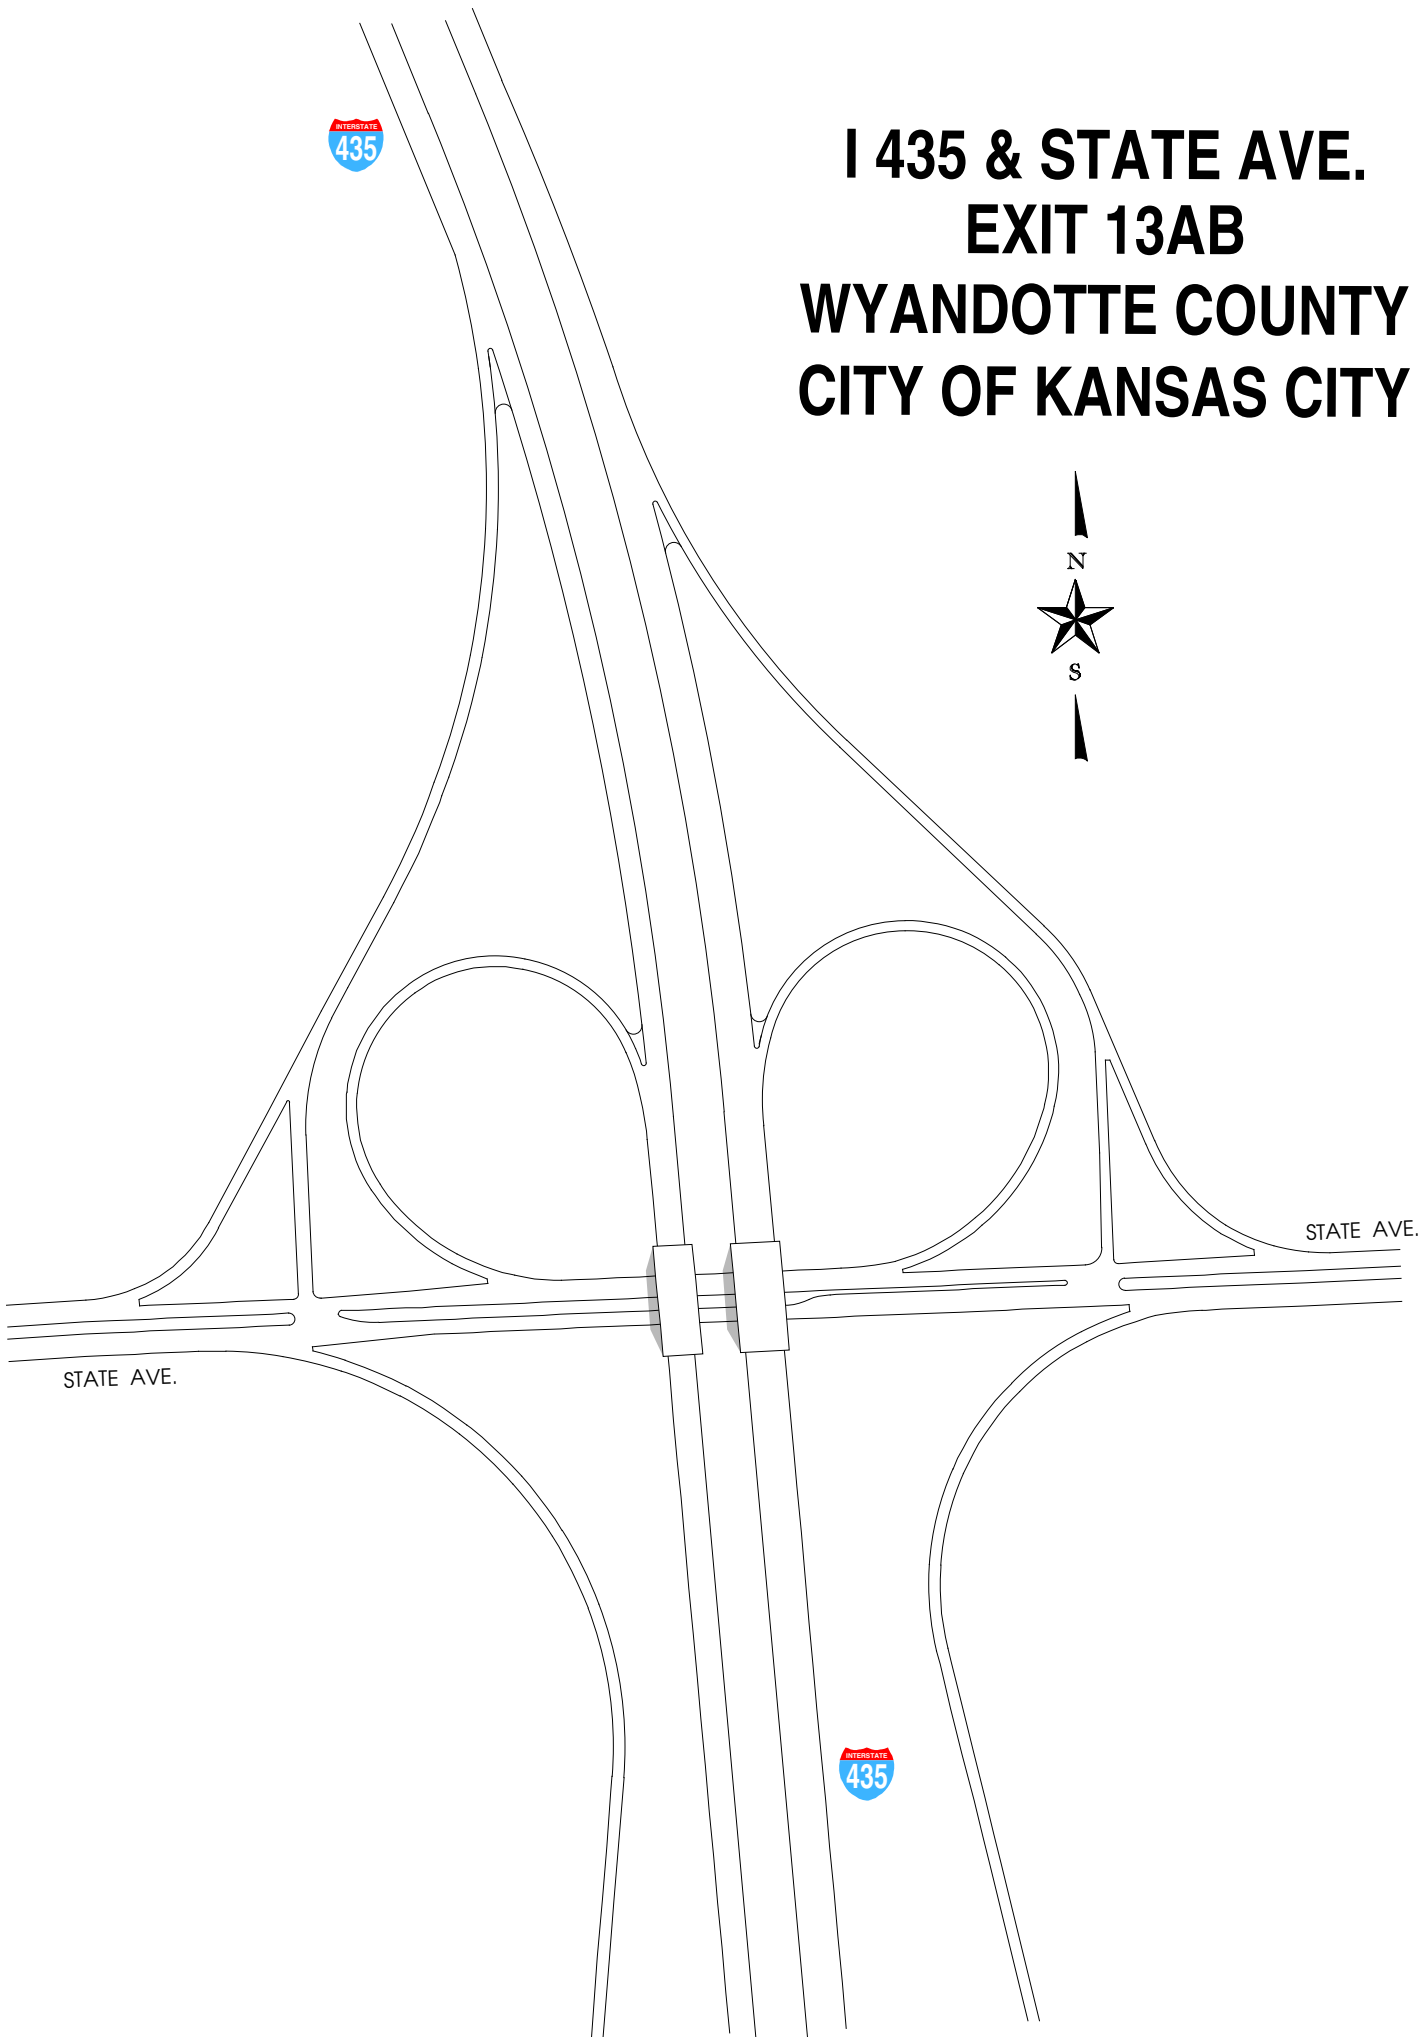 INTERSTATE
435
I 435 & STATE AVE.
EXIT 13AB
WYANDOTTE COUNTY
CITY OF KANSAS CITY
N
S
STATE AVE.
STATE AVE.
INTERSTATE
435